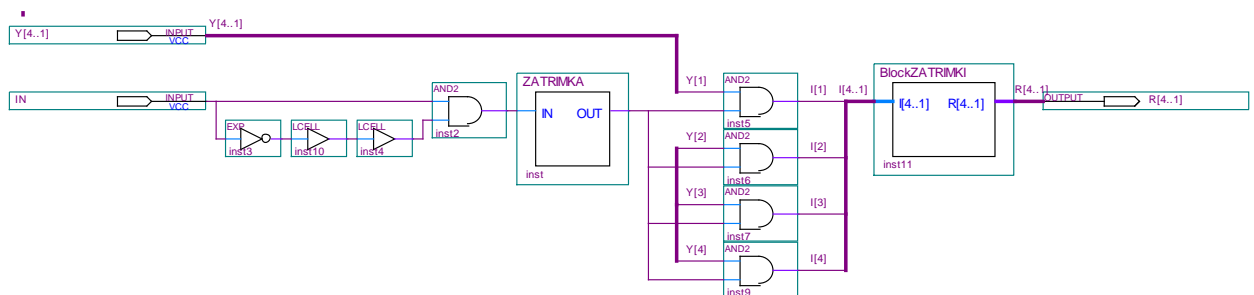 Y[4..1] INPUT VCC Y[4..1]
IN INPUT VCC
EXP inst3
LCELL inst10
LCELL inst4
AND2 inst2
ZATRIMKA
IN OUT
inst
Y[1] AND2 inst5 I[1]
Y[2] AND2 inst6 I[2]
Y[3] AND2 inst7 I[3]
Y[4] AND2 inst9 I[4]
I[4..1]
BlockZATRIMKI
I[4..1] R[4..1]
inst11
R[4..1] OUTPUT R[4..1]